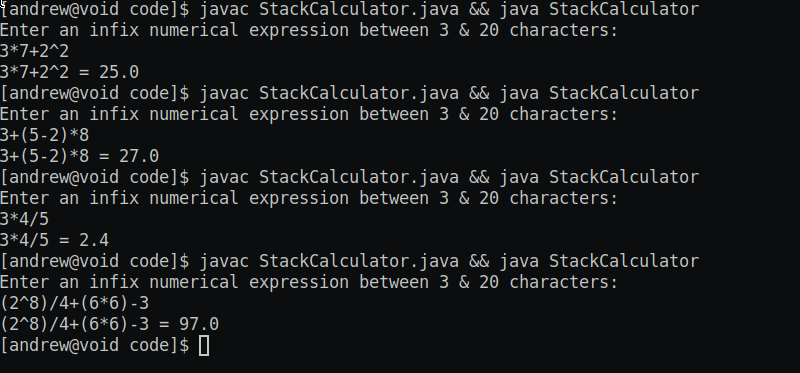 [andrew@void code]$ javac StackCalculator.java && java StackCalculator
Enter an infix numerical expression between 3 & 20 characters:
3*7+2^2
3*7+2^2 = 25.0
[andrew@void code]$ javac StackCalculator.java && java StackCalculator
Enter an infix numerical expression between 3 & 20 characters:
3+(5-2)*8
3+(5-2)*8 = 27.0
[andrew@void code]$ javac StackCalculator.java && java StackCalculator
Enter an infix numerical expression between 3 & 20 characters:
3*4/5
3*4/5 = 2.4
[andrew@void code]$ javac StackCalculator.java && java StackCalculator
Enter an infix numerical expression between 3 & 20 characters:
(2^8)/4+(6*6)-3
(2^8)/4+(6*6)-3 = 97.0
[andrew@void code]$